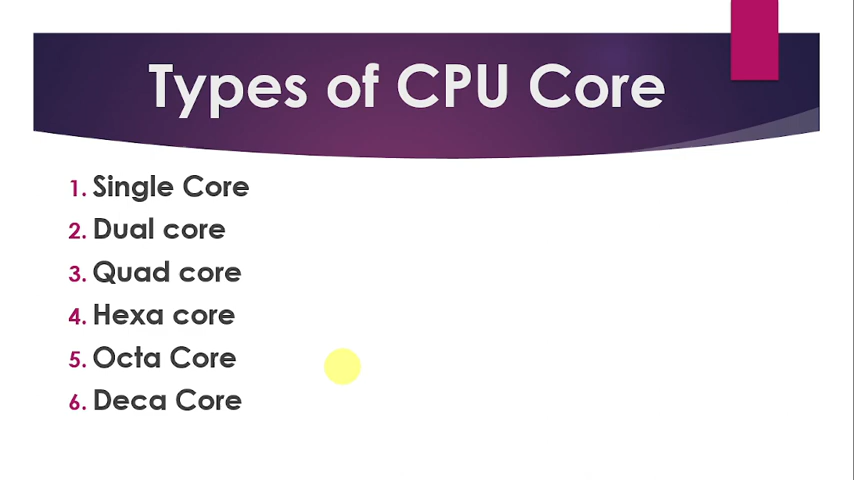 Types of CPU Core
1. Single Core
2. Dual core
3. Quad core
4. Hexa core
5. Octa Core
6. Deca Core